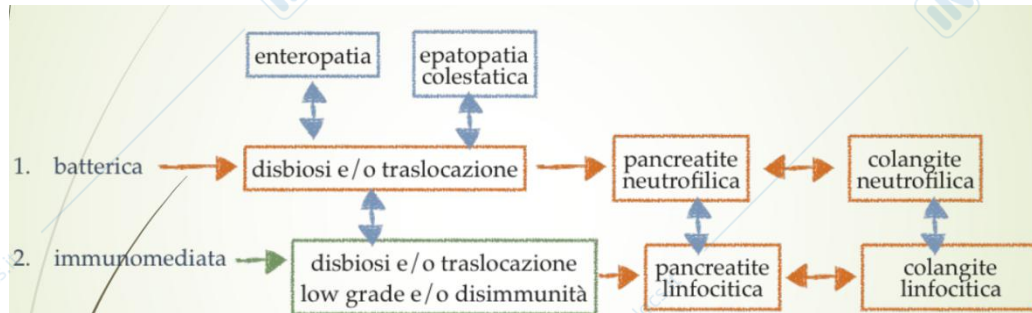 enteropatia
epatopatia
colestatica
1. batterica
disbiosi e/o traslocazione
pancreatite
neutrofilica
colangite
neutrofilica
2. immunomediata
disbiosi e/o traslocazione
low grade e/o disimmunità
pancreatite
linfocitica
colangite
linfocitica